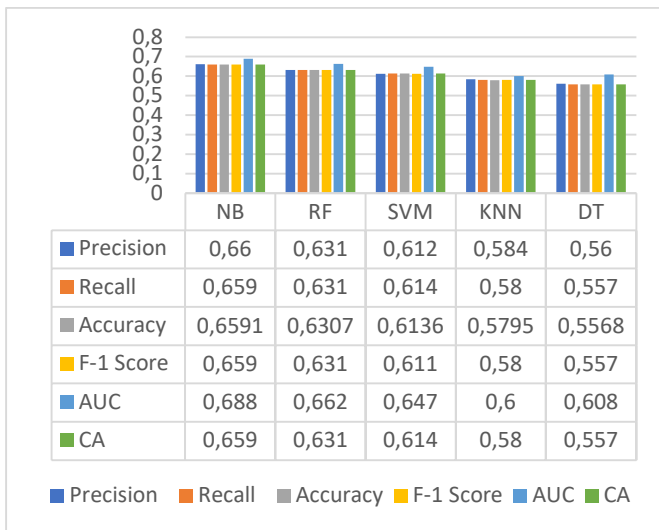 0,8
0,7
0,6
0,5
0,4
0,3
0,2
0,1
0
NB RF SVM KNN DT
Precision 0,66 0,631 0,612 0,584 0,56
Recall 0,659 0,631 0,614 0,58 0,557
Accuracy 0,6591 0,6307 0,6136 0,5795 0,5568
F-1 Score 0,659 0,631 0,611 0,58 0,557
AUC 0,688 0,662 0,647 0,6 0,608
CA 0,659 0,631 0,614 0,58 0,557
Precision Recall Accuracy F-1 Score AUC CA